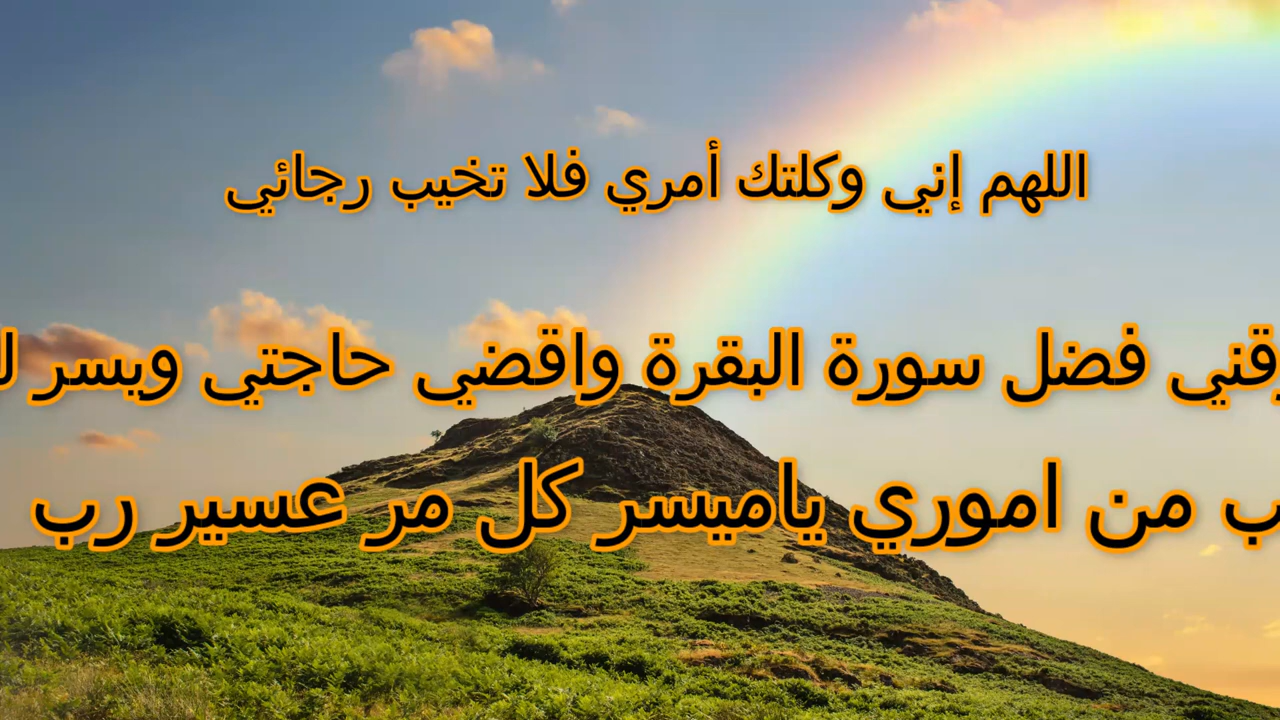 اللهم إني وكلتك أمري فلا تخيب رجائي
فضل سورة البقرة واقضي حاجتي ويسر
من اموري ياميسر كل مر عسير رب